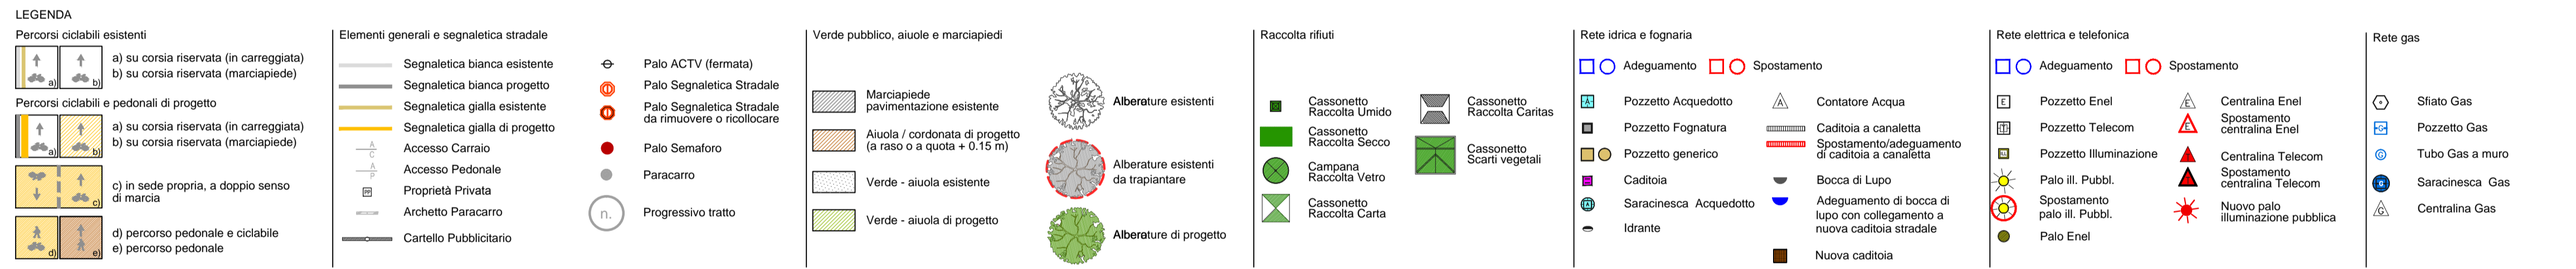 LEGENDA
Percorsi ciclabili esistenti
a)
b)
a) su corsia riservata (in carreggiata)
b) su corsia riservata (marciapiede)
Percorsi ciclabili e pedonali di progetto
a)
b)
a) su corsia riservata (in carreggiata)
b) su corsia riservata (marciapiede)
c)
c) in sede propria, a doppio senso
di marcia
d)
e)
d) percorso pedonale e ciclabile
e) percorso pedonale
Elementi generali e segnaletica stradale
Segnaletica bianca esistente
Segnaletica bianca progetto
Segnaletica gialla esistente
Segnaletica gialla di progetto
A
C
Accesso Carraio
A
P
Accesso Pedonale
PP
Proprietà Privata
Archetto Paracarro
Cartello Pubblicitario
Palo ACTV (fermata)
Palo Segnaletica Stradale
Palo Segnaletica Stradale
da rimuovere o ricollocare
Palo Semaforo
Paracarro
n.
Progressivo tratto
Verde pubblico, aiuole e marciapiedi
Marciapiede
pavimentazione esistente
Aiuola / cordonata di progetto
(a raso o a quota + 0.15 m)
Verde - aiuola esistente
Verde - aiuola di progetto
Alberature esistenti
Alberature esistenti
da trapiantare
Alberature di progetto
Raccolta rifiuti
Cassonetto
Raccolta Umido
Cassonetto
Raccolta Secco
Campana
Raccolta Vetro
Cassonetto
Raccolta Carta
Cassonetto
Raccolta Caritas
Cassonetto
Scarti vegetali
Rete idrica e fognaria
Adeguamento
Spostamento
A
Pozzetto Acquedotto
Pozzetto Fognatura
Pozzetto generico
Caditoia
A
Saracinesca Acquedotto
Idrante
A
Contatore Acqua
Caditoia a canaletta
Spostamento/adeguamento
di caditoia a canaletta
Bocca di Lupo
Adeguamento di bocca di
lupo con collegamento a
nuova caditoia stradale
Nuova caditoia
Rete elettrica e telefonica
Adeguamento
Spostamento
E
Pozzetto Enel
T
Pozzetto Telecom
Pozzetto Illuminazione
Palo ill. Pubbl.
Spostamento
palo ill. Pubbl.
Palo Enel
E
Centralina Enel
E
Spostamento
centralina Enel
Centralina Telecom
Spostamento
centralina Telecom
Nuovo palo
illuminazione pubblica
Rete gas
Sfiato Gas
G
Pozzetto Gas
G
Tubo Gas a muro
G
Saracinesca Gas
G
Centralina Gas